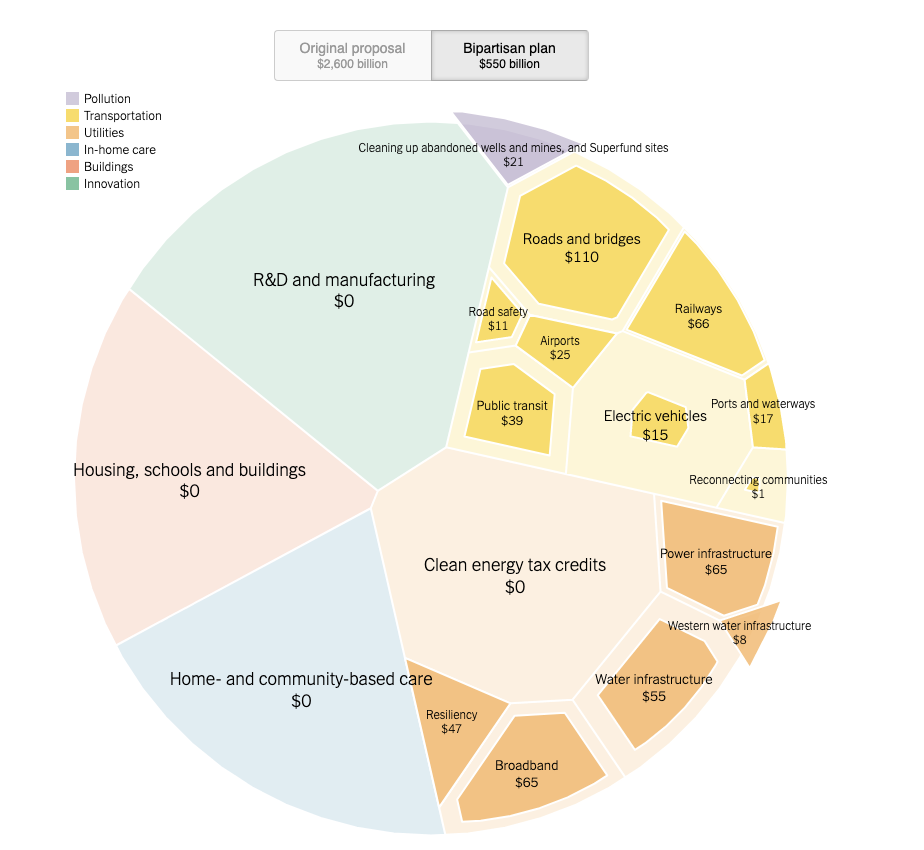 Original proposal
$2,600 billion
Bipartisan plan
$550 billion
Pollution
Transportation
Utilities
In-home care
Buildings
Innovation
Cleaning up abandoned wells and mines, and Superfund sites
$21
Roads and bridges
$110
R&D and manufacturing
$0
Road safety
$11
Railways
$66
Airports
$25
Public transit
$39
Electric vehicles
$15
Ports and waterways
$17
Housing, schools and buildings
$0
Reconnecting communities
$1
Clean energy tax credits
$0
Power infrastructure
$65
Western water infrastructure
$8
Home- and community-based care
$0
Water infrastructure
$55
Resiliency
$47
Broadband
$65